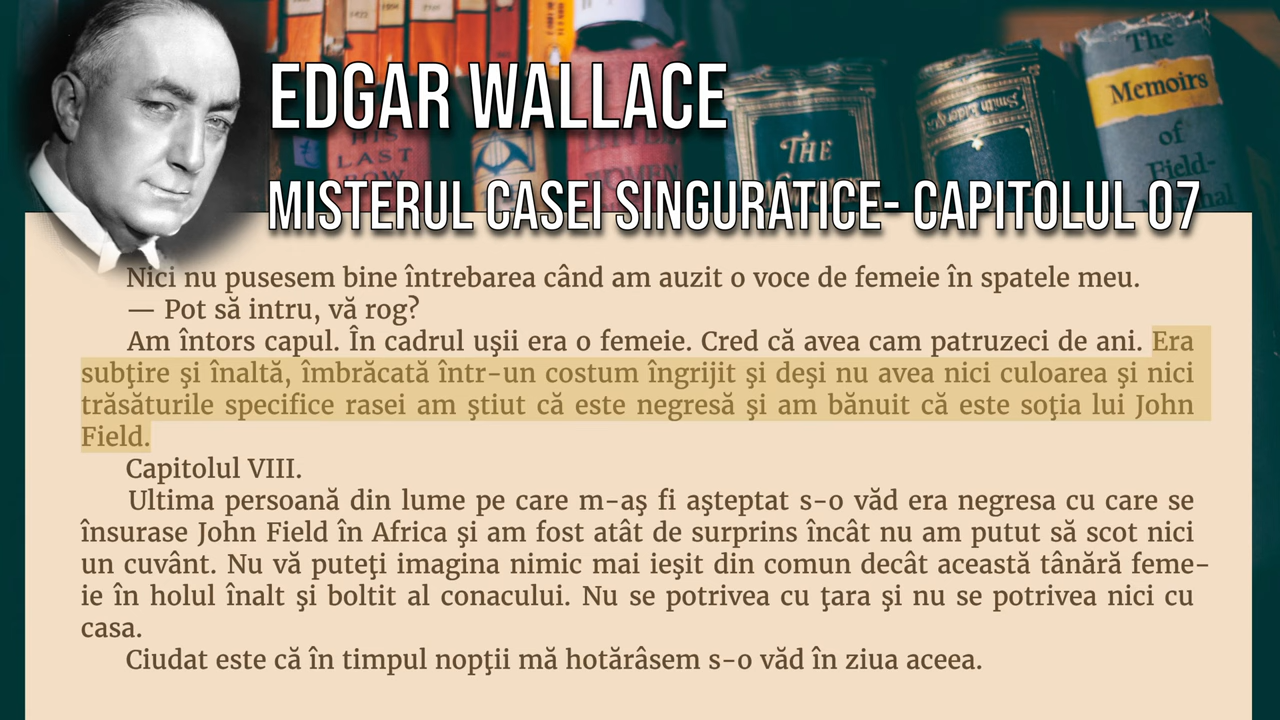 EDGAR WALLACE
MISTERUL CASEI SINGURATICE- CAPITOLUL 07
HIS
LAST
BOW
THE
The
Memoirs
of
Field-
Nici nu pusesem bine întrebarea când am auzit o voce de femeie în spatele meu.
— Pot să intru, vă rog?
Am întors capul. În cadrul uşii era o femeie. Cred că avea cam patruzeci de ani. Era
subţire şi înaltă, îmbrăcată într-un costum îngrijit şi deşi nu avea nici culoarea şi nici
trăsăturile specifice rasei am ştiut că este negresă şi am bănuit că este soţia lui John
Field.
Capitolul VIII.
Ultima persoană din lume pe care m-aş fi aşteptat s-o văd era negresa cu care se
însurase John Field în Africa şi am fost atât de surprins încât nu am putut să scot nici
un cuvânt. Nu vă puteţi imagina nimic mai ieşit din comun decât această tânără feme-
ie în holul înalt şi boltit al conacului. Nu se potrivea cu ţara şi nu se potrivea nici cu
casa.
Ciudat este că în timpul nopţii mă hotărâsem s-o văd în ziua aceea.